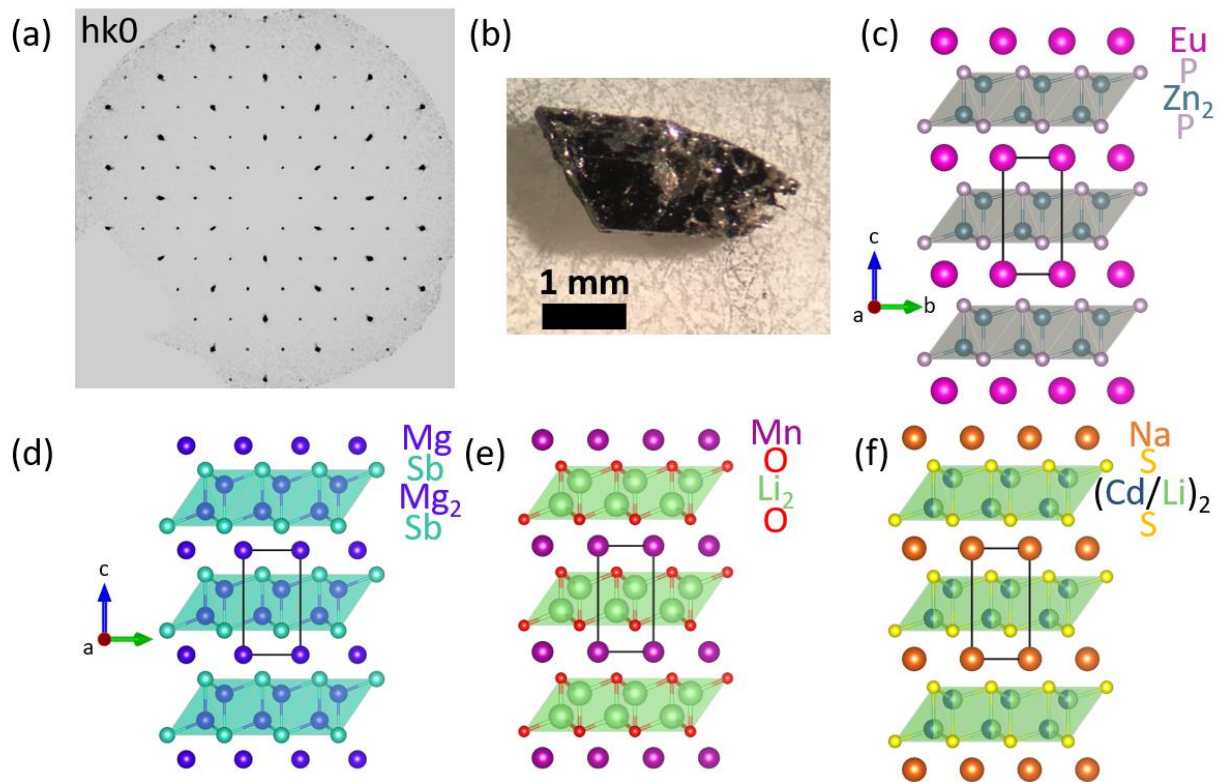 (a)
hk0
(b)
1 mm
(c)
Eu
P
Zn₂
P
c
a
b
(d)
Mg
Sb
Mg₂
Sb
c
a
(e)
Mn
O
Li₂
O
(f)
Na
S
(Cd/Li)₂
S